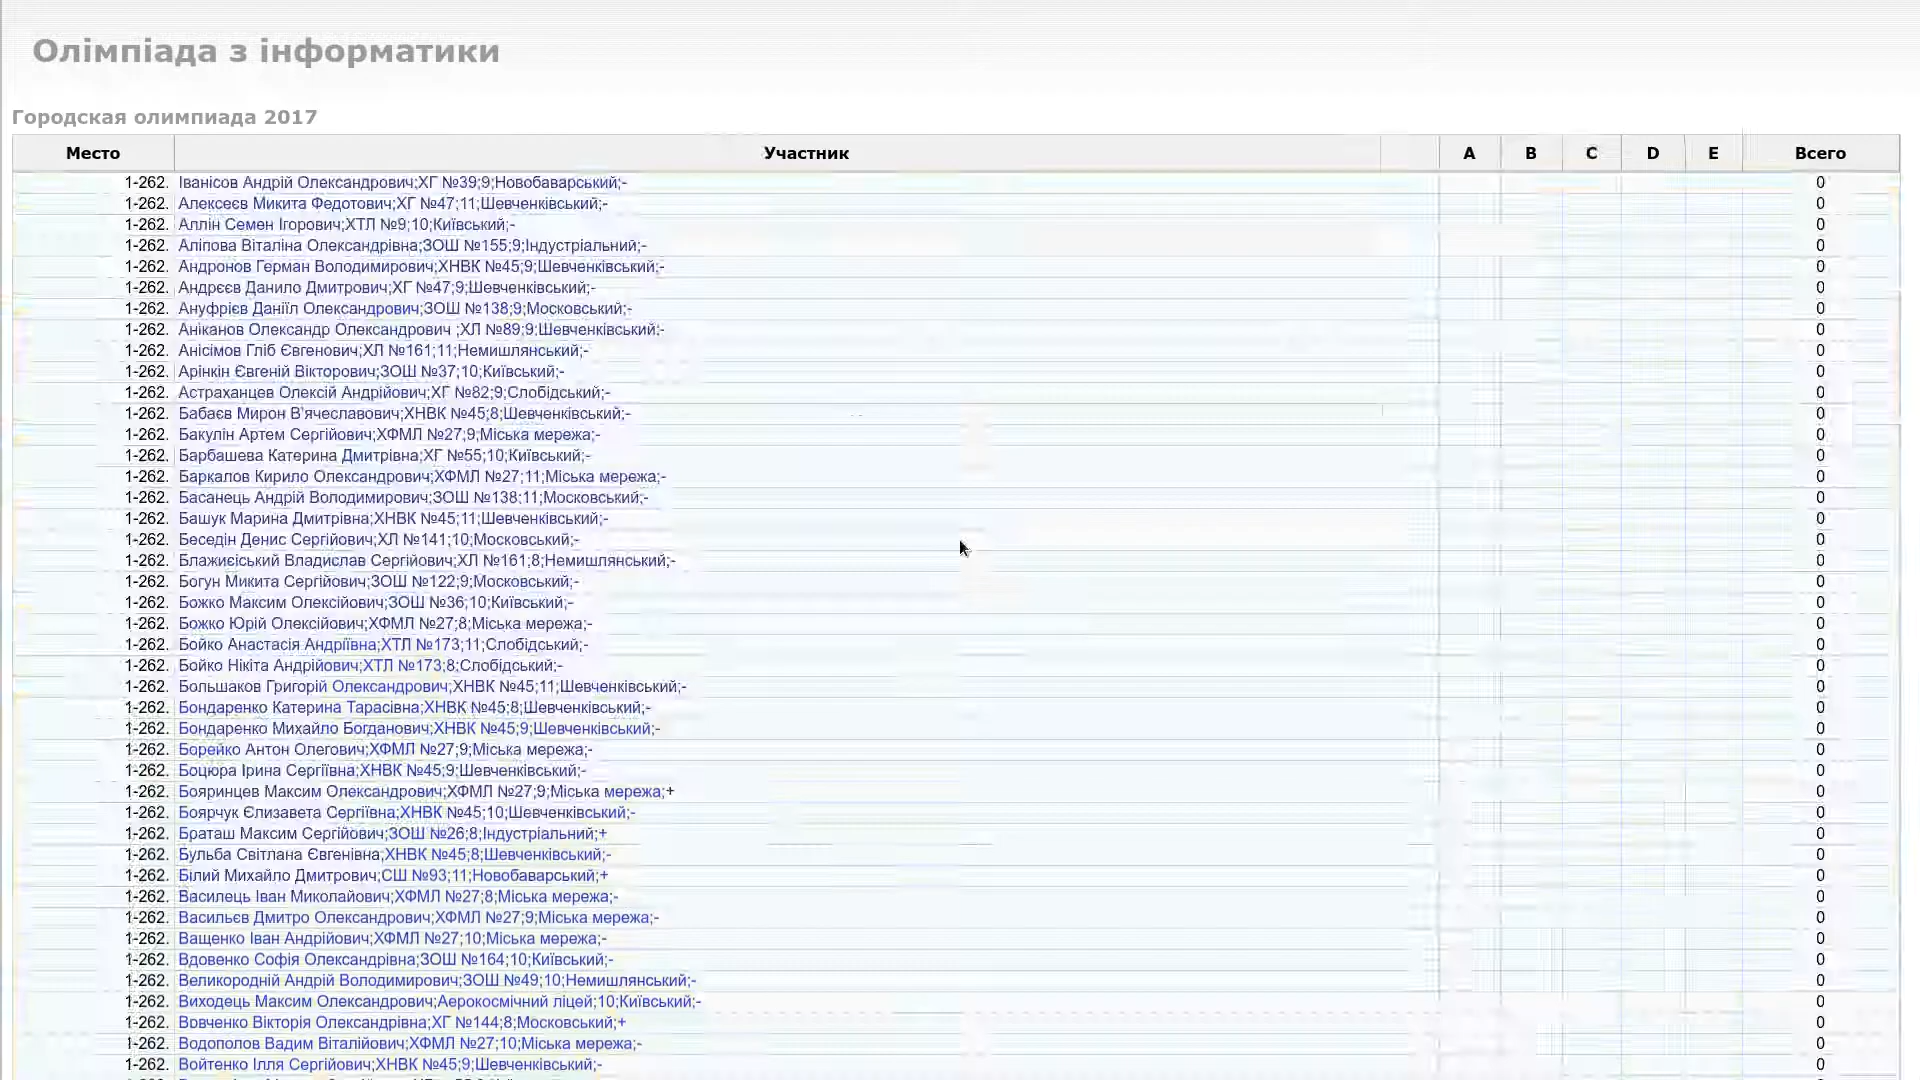 Олімпіада з інформатики
Городская олимпиада 2017
Место Участник A B C D E Всего
1-262. Іванісов Андрій Олександрович;ХГ №39;9;Новобаварський;- 0
1-262. Алексеєв Микита Федотович;ХГ №47;11;Шевченківський;- 0
1-262. Аллін Семен Ігорович;ХТЛ №9;10;Київський;- 0
1-262. Аліпова Віталіна Олександрівна;ЗОШ №155;9;Індустріальний;- 0
1-262. Андронов Герман Володимирович;ХНВК №45;9;Шевченківський;- 0
1-262. Андрєєв Данило Дмитрович;ХГ №47;9;Шевченківський;- 0
1-262. Ануфрієв Даніїл Олександрович;ЗОШ №138;9;Московський;- 0
1-262. Аніканов Олександр Олександрович ;ХЛ №89;9;Шевченківський;- 0
1-262. Анісімов Гліб Євгенович;ХЛ №161;11;Немишлянський;- 0
1-262. Арінкін Євгеній Вікторович;ЗОШ №37;10;Київський;- 0
1-262. Астраханцев Олексій Андрійович;ХГ №82;9;Слобідський;- 0
1-262. Бабаєв Мирон В'ячеславович;ХНВК №45;8;Шевченківський;- 0
1-262. Бакулін Артем Сергійович;ХФМЛ №27;9;Міська мережа;- 0
1-262. Барбашева Катерина Дмитрівна;ХГ №55;10;Київський;- 0
1-262. Баркалов Кирило Олександрович;ХФМЛ №27;11;Міська мережа;- 0
1-262. Басанець Андрій Володимирович;ЗОШ №138;11;Московський;- 0
1-262. Башук Марина Дмитрівна;ХНВК №45;11;Шевченківський;- 0
1-262. Беседін Денис Сергійович;ХЛ №141;10;Московський;- 0
1-262. Блажиєіський Владислав Сергійович;ХЛ №161;8;Немишлянський;- 0
1-262. Богун Микита Сергійович;ЗОШ №122;9;Московський;- 0
1-262. Божко Максим Олексійович;ЗОШ №36;10;Київський;- 0
1-262. Божко Юрій Олексійович;ХФМЛ №27;8;Міська мережа;- 0
1-262. Бойко Анастасія Андріївна;ХТЛ №173;11;Слобідський;- 0
1-262. Бойко Нікіта Андрійович;ХТЛ №173;8;Слобідський;- 0
1-262. Большаков Григорій Олександрович;ХНВК №45;11;Шевченківський;- 0
1-262. Бондаренко Катерина Тарасівна;ХНВК №45;8;Шевченківський;- 0
1-262. Бондаренко Михайло Богданович;ХНВК №45;9;Шевченківський;- 0
1-262. Борейко Антон Олегович;ХФМЛ №27;9;Міська мережа;- 0
1-262. Боцюра Ірина Сергіївна;ХНВК №45;9;Шевченківський;- 0
1-262. Бояринцев Максим Олександрович;ХФМЛ №27;9;Міська мережа;+ 0
1-262. Боярчук Єлизавета Сергіївна;ХНВК №45;10;Шевченківський;- 0
1-262. Браташ Максим Сергійович;ЗОШ №26;8;Індустріальний;+ 0
1-262. Бульба Світлана Євгенівна;ХНВК №45;8;Шевченківський;- 0
1-262. Білий Михайло Дмитрович;СШ №93;11;Новобаварський;+ 0
1-262. Василець Іван Миколайович;ХФМЛ №27;8;Міська мережа;- 0
1-262. Васильєв Дмитро Олександрович;ХФМЛ №27;9;Міська мережа;- 0
1-262. Ващенко Іван Андрійович;ХФМЛ №27;10;Міська мережа;- 0
1-262. Вдовенко Софія Олександрівна;ЗОШ №164;10;Київський;- 0
1-262. Великородній Андрій Володимирович;ЗОШ №49;10;Немишлянський;- 0
1-262. Виходець Максим Олександрович;Аерокосмічний ліцей;10;Київський;- 0
1-262. Вовченко Вікторія Олександрівна;ХГ №144;8;Московський;+ 0
1-262. Водополов Вадим Віталійович;ХФМЛ №27;10;Міська мережа;- 0
1-262. Войтенко Ілля Сергійович;ХНВК №45;9;Шевченківський;- 0